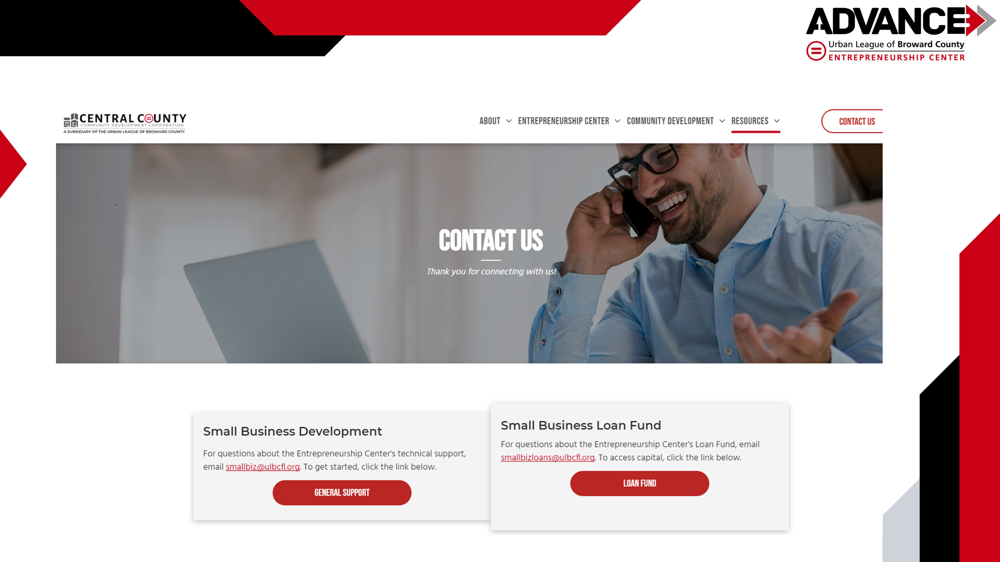 ADVANCE
Urban League of Broward County
ENTREPRENEURSHIP CENTER
CENTRAL COUNTY
COMMUNITY DEVELOPMENT CORPORATION
A SUBSIDIARY OF THE URBAN LEAGUE OF BROWARD COUNTY
ABOUT ENTREPRENEURSHIP CENTER COMMUNITY DEVELOPMENT RESOURCES CONTACT US
CONTACT US
Thank you for connecting with us!
Small Business Development
For questions about the Entrepreneurship Center's technical support,
email smallbiz@ulbcfl.org. To get started, click the link below.
GENERAL SUPPORT
Small Business Loan Fund
For questions about the Entrepreneurship Center's Loan Fund, email
smallbizloans@ulbcfl.org. To access capital, click the link below.
LOAN FUND